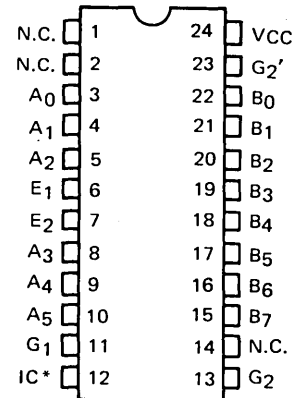 N.C. 1 24 VCC
N.C. 2 23 G2'
A0 3 22 B0
A1 4 21 B1
A2 5 20 B2
E1 6 19 B3
E2 7 18 B4
A3 8 17 B5
A4 9 16 B6
A5 10 15 B7
G1 11 14 N.C.
IC* 12 13 G2